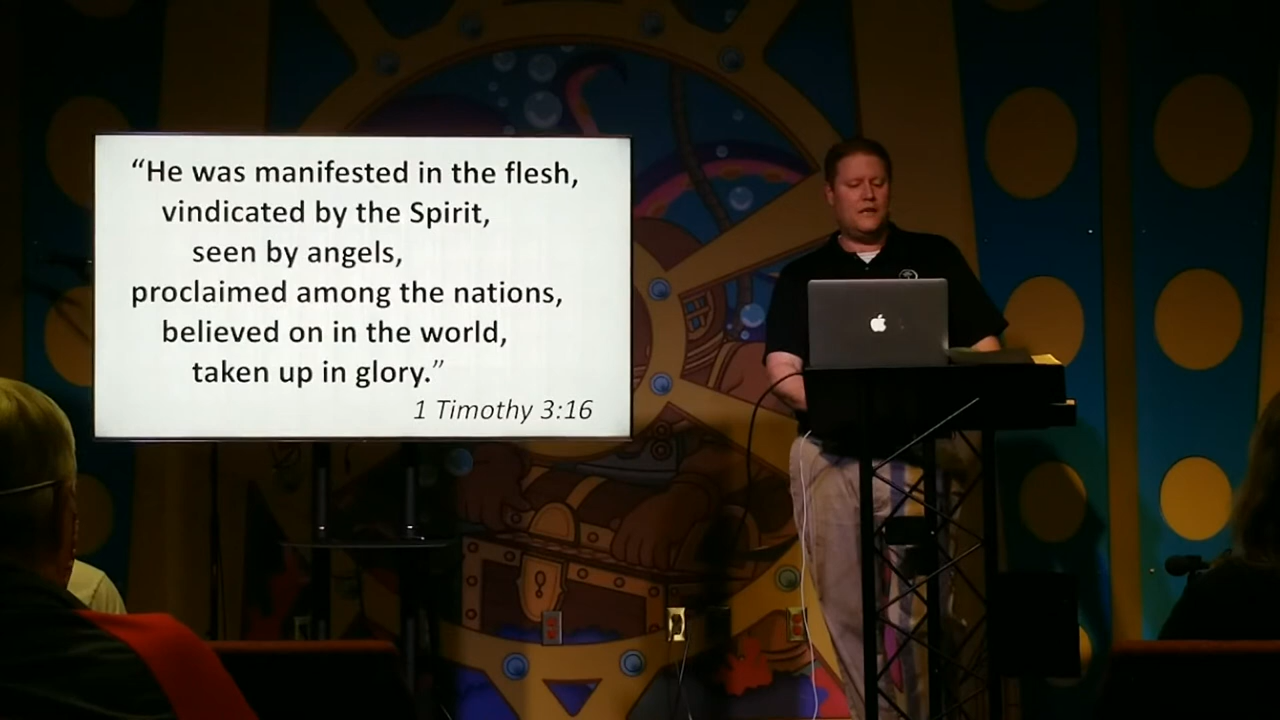 “He was manifested in the flesh,
vindicated by the Spirit,
seen by angels,
proclaimed among the nations,
believed on in the world,
taken up in glory.”
1 Timothy 3:16